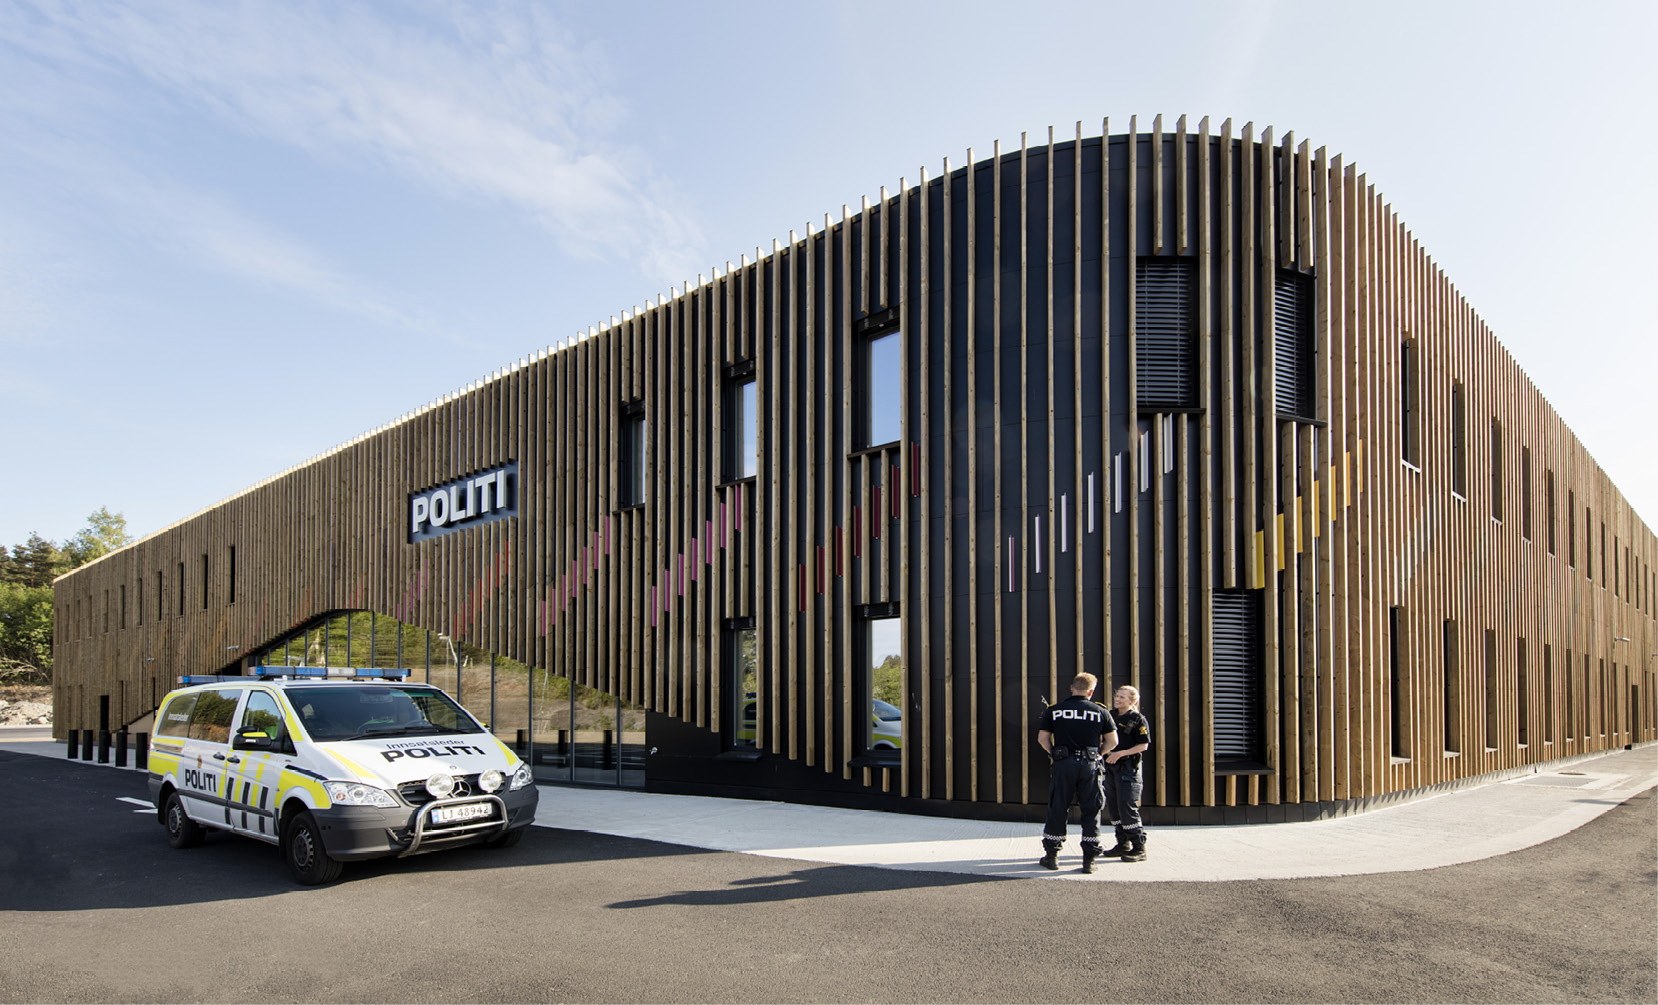 POLITI
Innsatsleder
POLITI
POLITI
LJ 48942
POLITI